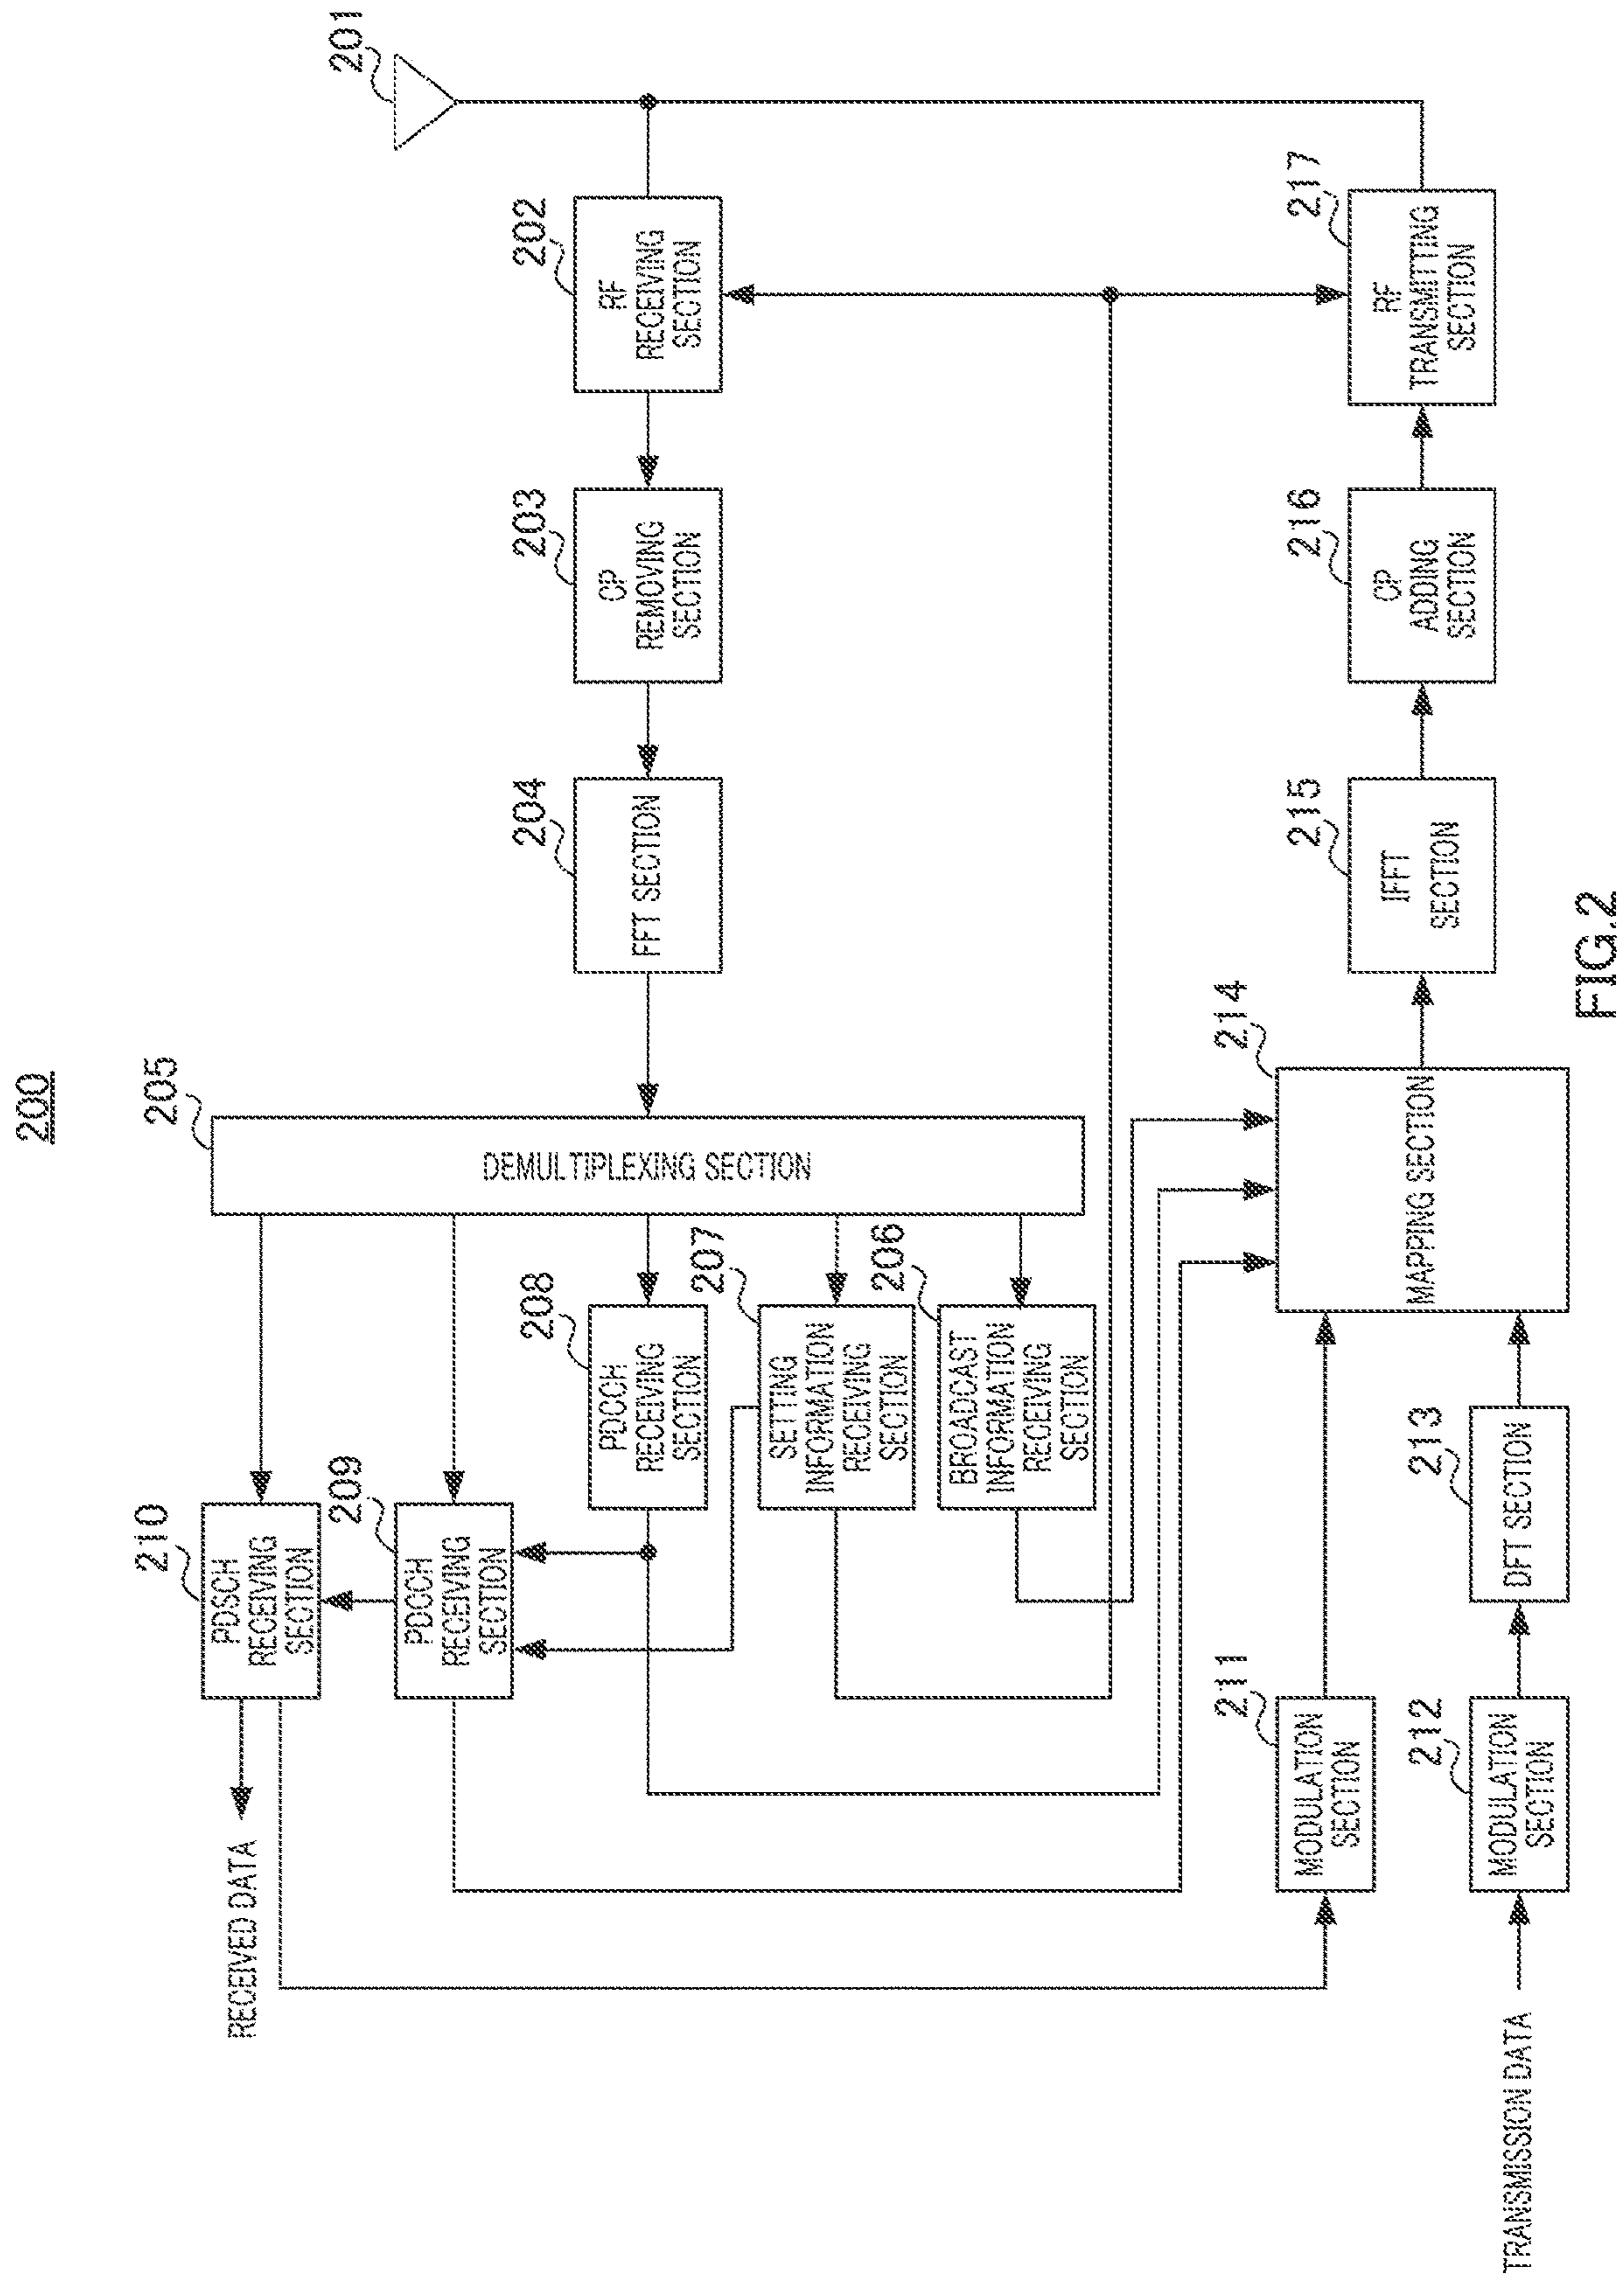 200
RECEIVED DATA
210
PDSCH
RECEIVING
SECTION
209
PDCCH
RECEIVING
SECTION
208
PDCCH
RECEIVING
SECTION
207
SETTING
INFORMATION
RECEIVING
SECTION
206
BROADCAST
INFORMATION
RECEIVING
SECTION
205
DEMULTIPLEXING SECTION
204
FFT SECTION
203
CP
REMOVING
SECTION
202
RF
RECEIVING
SECTION
201
TRANSMISSION DATA
211
MODULATION
SECTION
212
MODULATION
SECTION
213
DFT SECTION
214
MAPPING SECTION
215
IFFT
SECTION
216
CP
ADDING
SECTION
217
RF
TRANSMITTING
SECTION
FIG.2